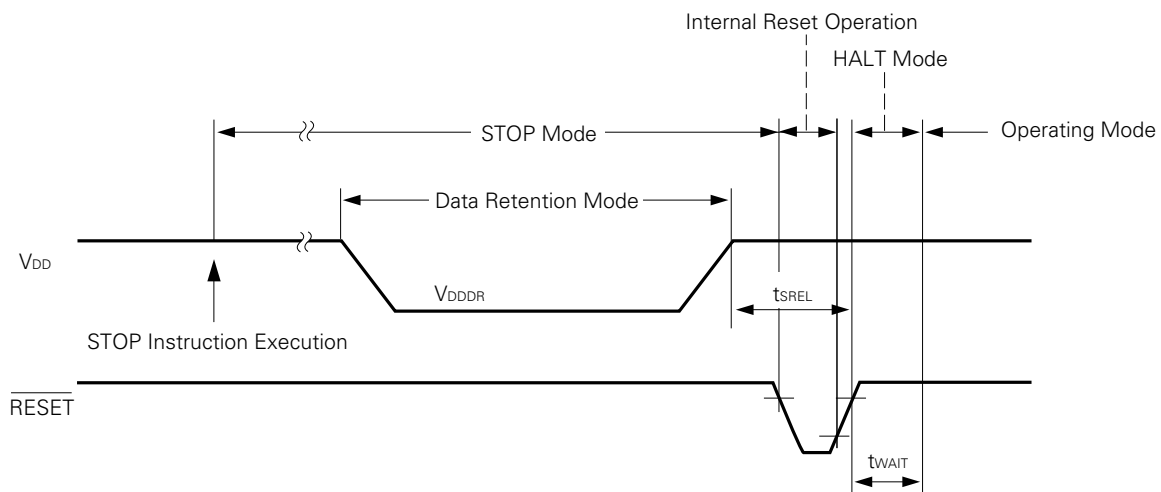 Internal Reset Operation
HALT Mode
STOP Mode
Operating Mode
Data Retention Mode
VDD
VDDDR
tSREL
STOP Instruction Execution
RESET
tWAIT